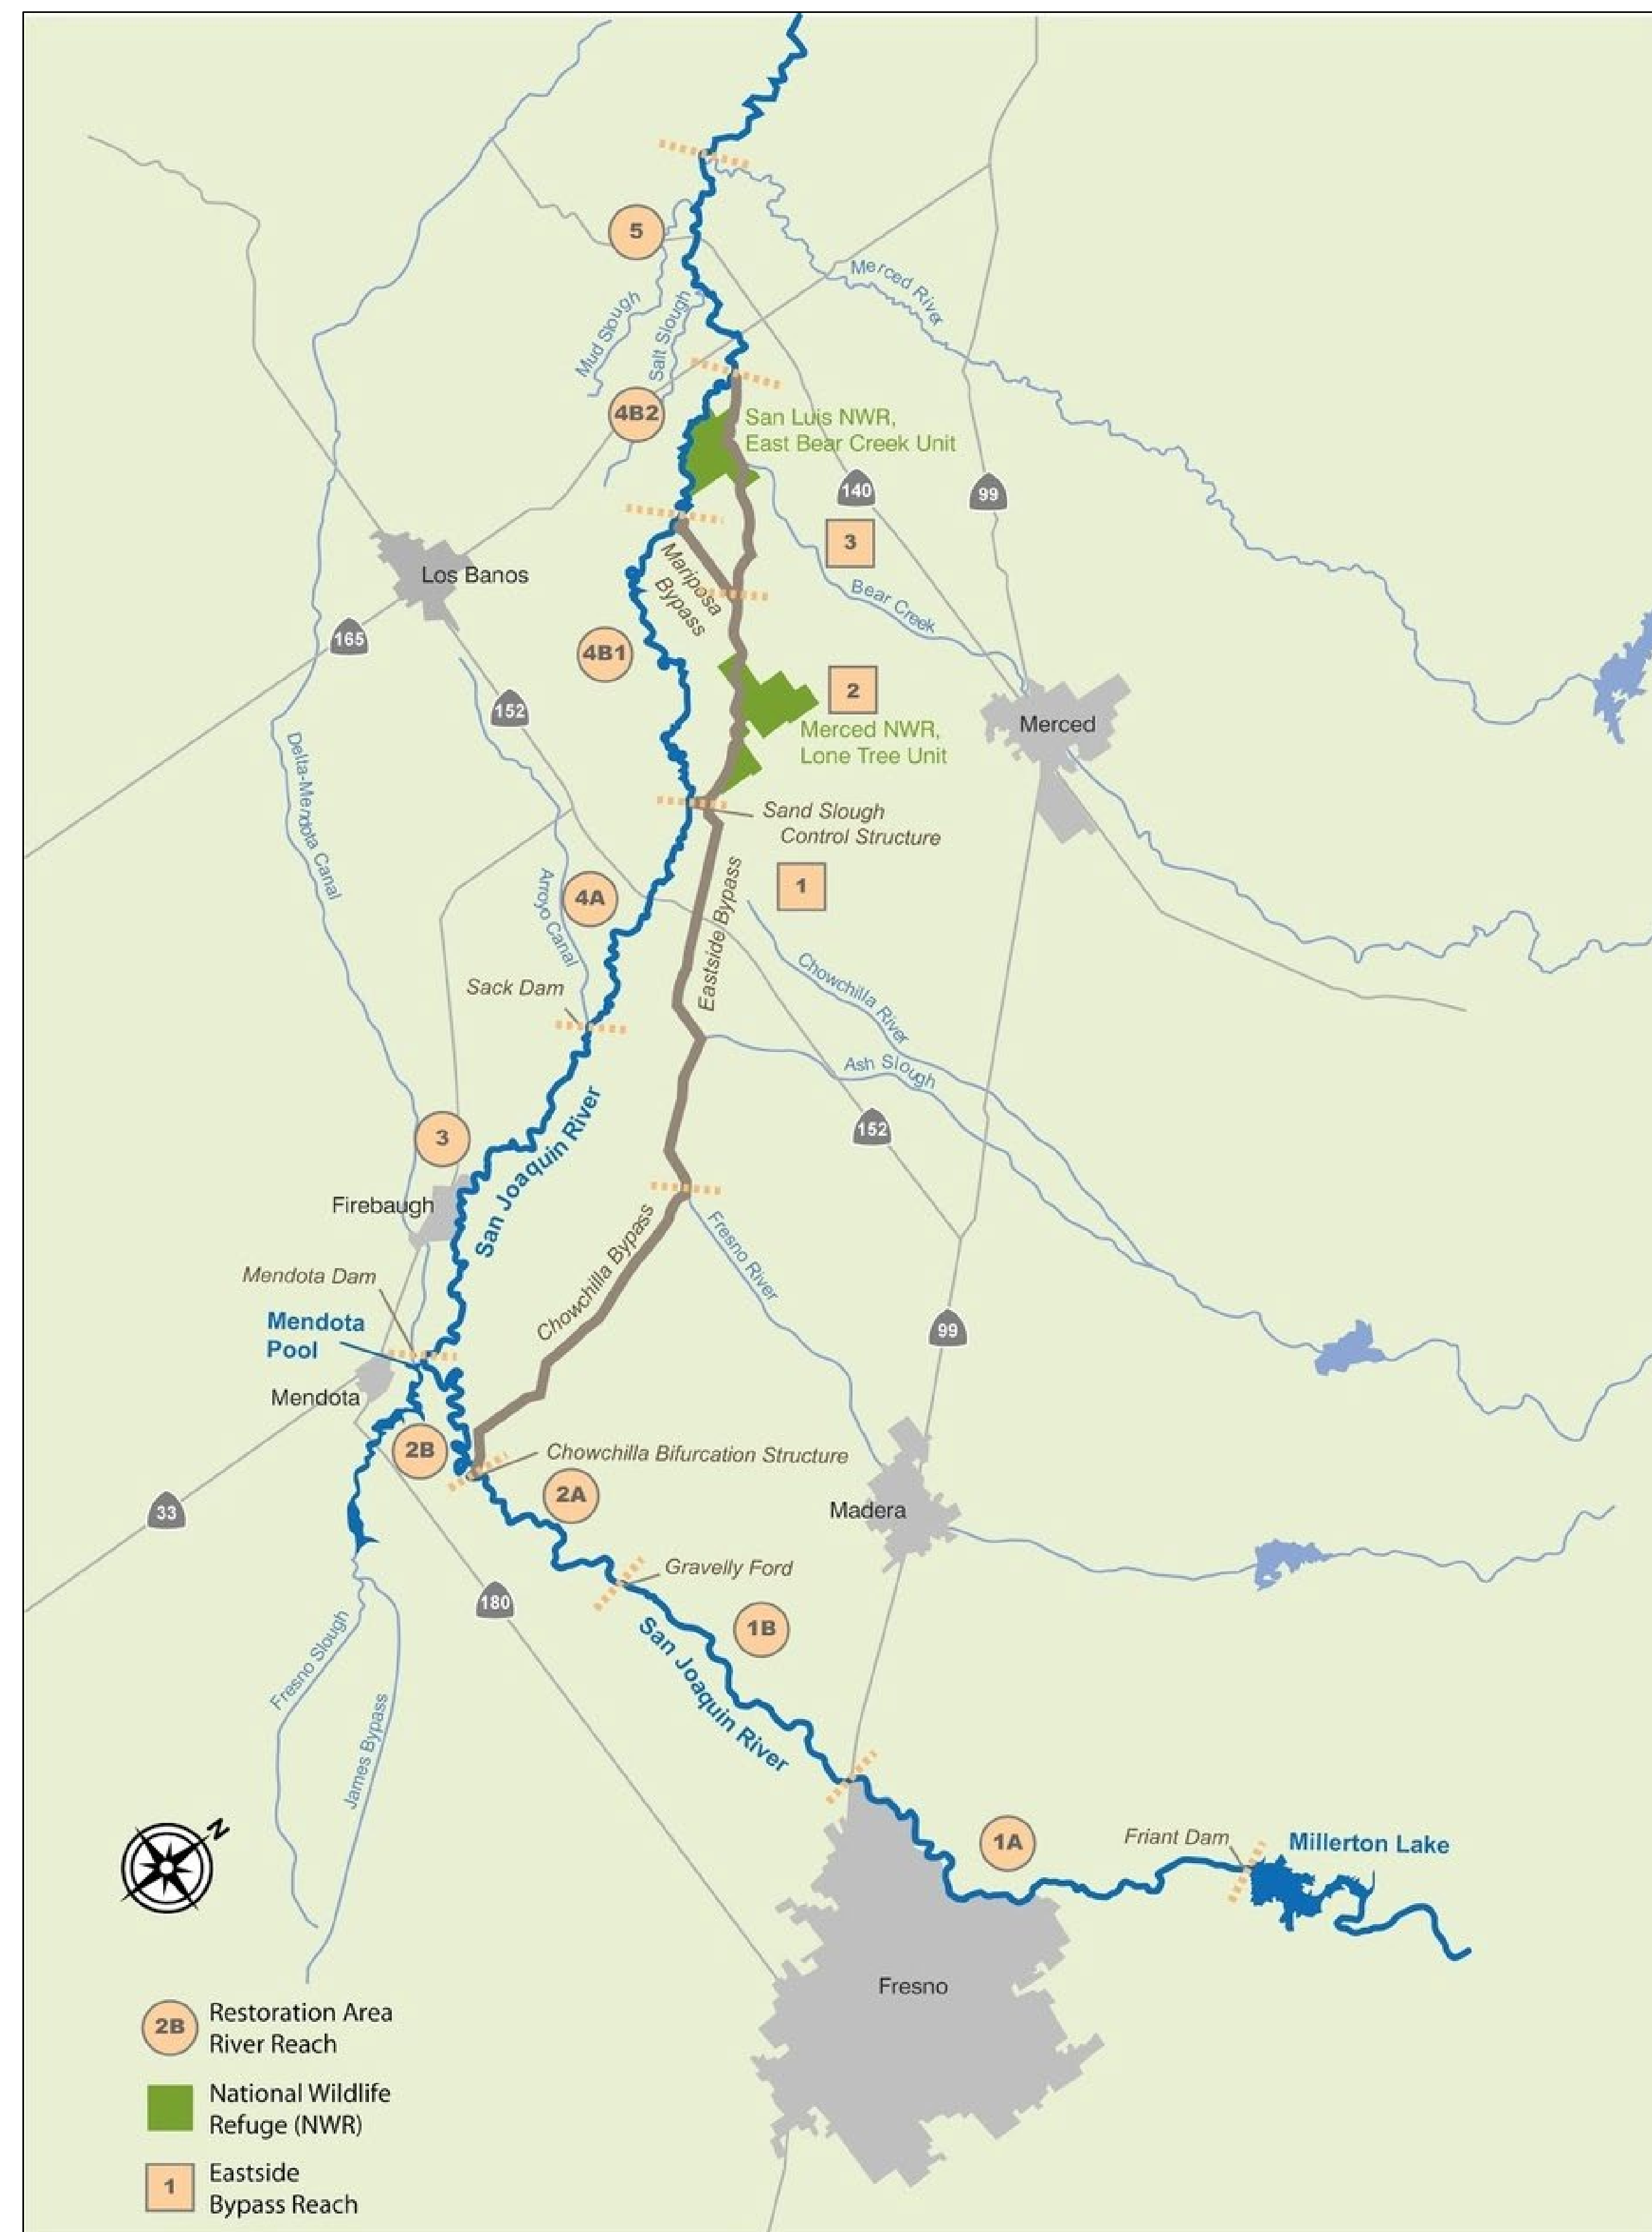 5
Merced River
Mud Slough
Salt Slough
4B2
San Luis NWR,
East Bear Creek Unit
140
99
3
Mariposa
Bypass
Los Banos
Bear Creek
165
4B1
2
152
Merced
Merced NWR,
Lone Tree Unit
Delta-Mendota Canal
Sand Slough
Control Structure
1
Eastside Bypass
4A
Arroyo Canal
Chowchilla River
Sack Dam
Ash Slough
152
3
San Joaquin River
Firebaugh
Chowchilla Bypass
Fresno River
Mendota Dam
Mendota
Pool
99
Mendota
2B
Chowchilla Bifurcation Structure
2A
33
Madera
Gravelly Ford
180
1B
San Joaquin River
Fresno Slough
James Bypass
N
1A
Friant Dam
Millerton Lake
Fresno
2B
Restoration Area
River Reach
National Wildlife
Refuge (NWR)
1
Eastside
Bypass Reach